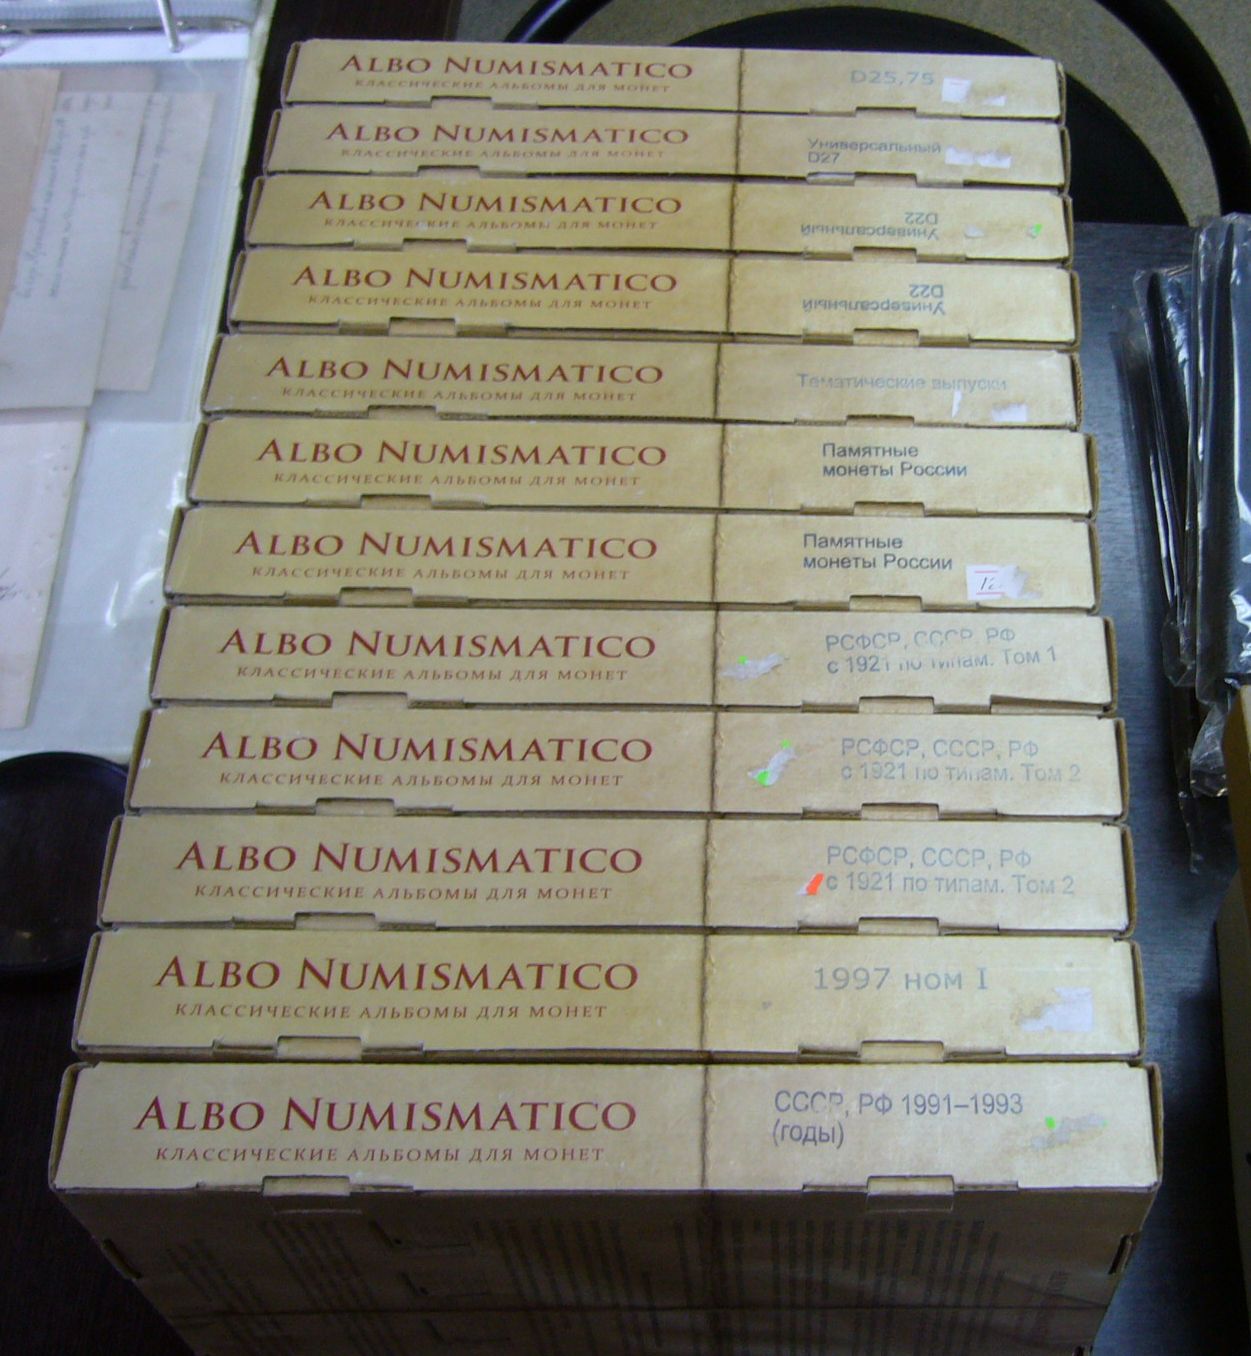 ALBO NUMISMATICO
КЛАССИЧЕСКИЕ АЛЬБОМЫ ДЛЯ МОНЕТ
D25,75
ALBO NUMISMATICO
КЛАССИЧЕСКИЕ АЛЬБОМЫ ДЛЯ МОНЕТ
Универсальный
D27
ALBO NUMISMATICO
КЛАССИЧЕСКИЕ АЛЬБОМЫ ДЛЯ МОНЕТ
Универсальный
D22
ALBO NUMISMATICO
КЛАССИЧЕСКИЕ АЛЬБОМЫ ДЛЯ МОНЕТ
Универсальный
D22
ALBO NUMISMATICO
КЛАССИЧЕСКИЕ АЛЬБОМЫ ДЛЯ МОНЕТ
Тематические выпуски
ALBO NUMISMATICO
КЛАССИЧЕСКИЕ АЛЬБОМЫ ДЛЯ МОНЕТ
Памятные
монеты России
ALBO NUMISMATICO
КЛАССИЧЕСКИЕ АЛЬБОМЫ ДЛЯ МОНЕТ
Памятные
монеты России
ALBO NUMISMATICO
КЛАССИЧЕСКИЕ АЛЬБОМЫ ДЛЯ МОНЕТ
РСФСР, СССР, РФ
с 1921 по типам. Том 1
ALBO NUMISMATICO
КЛАССИЧЕСКИЕ АЛЬБОМЫ ДЛЯ МОНЕТ
РСФСР, СССР, РФ
с 1921 по типам. Том 2
ALBO NUMISMATICO
КЛАССИЧЕСКИЕ АЛЬБОМЫ ДЛЯ МОНЕТ
РСФСР, СССР, РФ
с 1921 по типам. Том 2
ALBO NUMISMATICO
КЛАССИЧЕСКИЕ АЛЬБОМЫ ДЛЯ МОНЕТ
1997 ном I
ALBO NUMISMATICO
КЛАССИЧЕСКИЕ АЛЬБОМЫ ДЛЯ МОНЕТ
СССР, РФ 1991–1993
(годы)